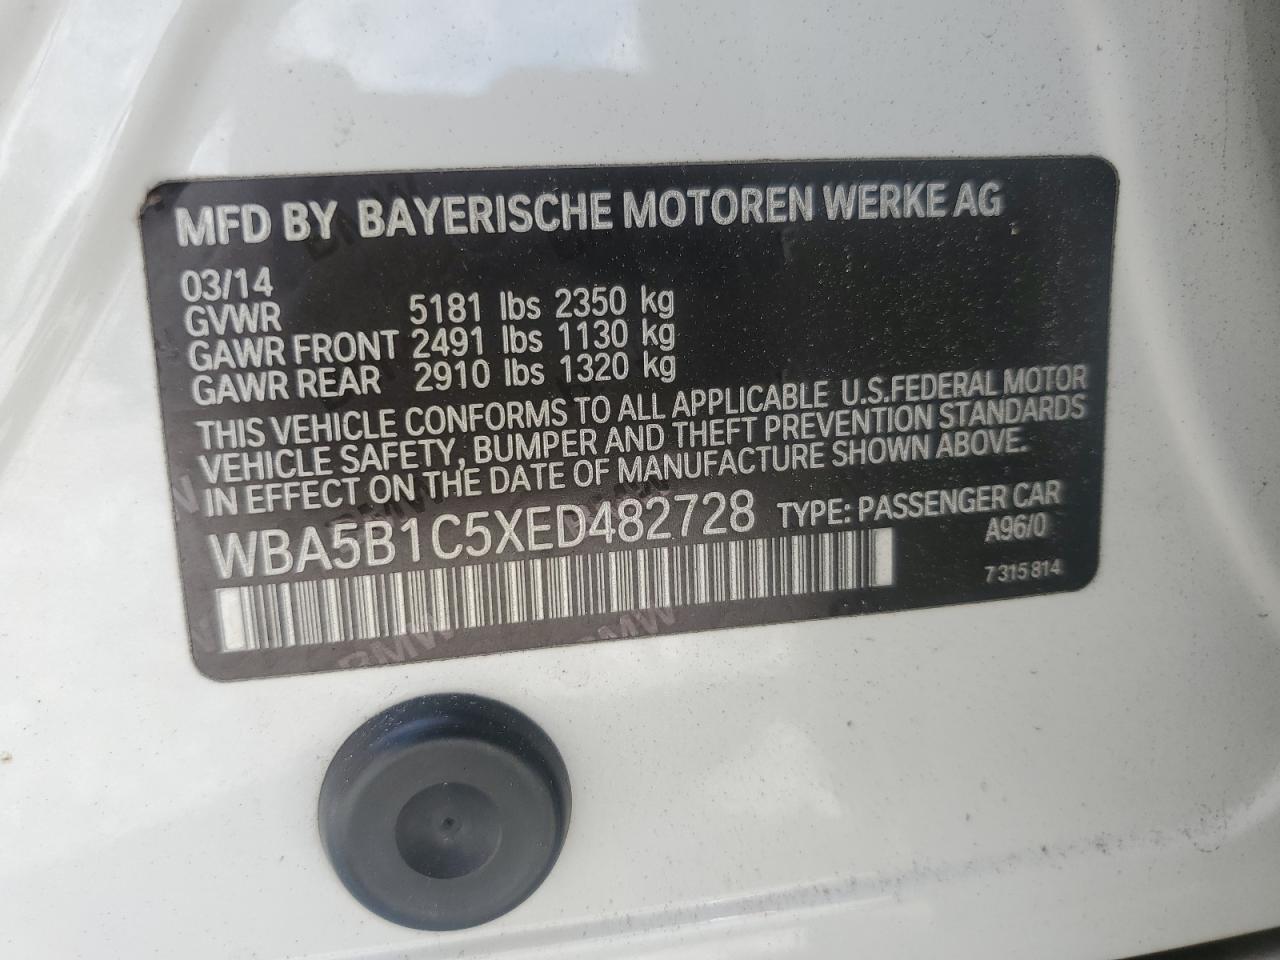 MFD BY BAYERISCHE MOTOREN WERKE AG
03/14
GVWR 5181 lbs 2350 kg
GAWR FRONT 2491 lbs 1130 kg
GAWR REAR 2910 lbs 1320 kg
THIS VEHICLE CONFORMS TO ALL APPLICABLE U.S.FEDERAL MOTOR
VEHICLE SAFETY, BUMPER AND THEFT PREVENTION STANDARDS
IN EFFECT ON THE DATE OF MANUFACTURE SHOWN ABOVE.
WBA5B1C5XED482728 TYPE: PASSENGER CAR
A96/0
7 315 814
BMW
BMW